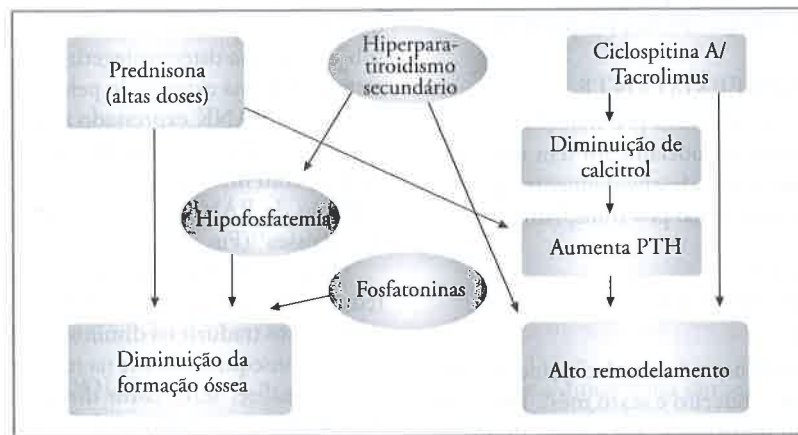 Prednisona
(altas doses)
Hiperpara-
tiroidismo
secundário
Ciclospitina A/
Tacrolimus
Diminuição de
calcitrol
Hipofosfatemia
Aumenta PTH
Fosfatoninas
Diminuição da
formação óssea
Alto remodelamento